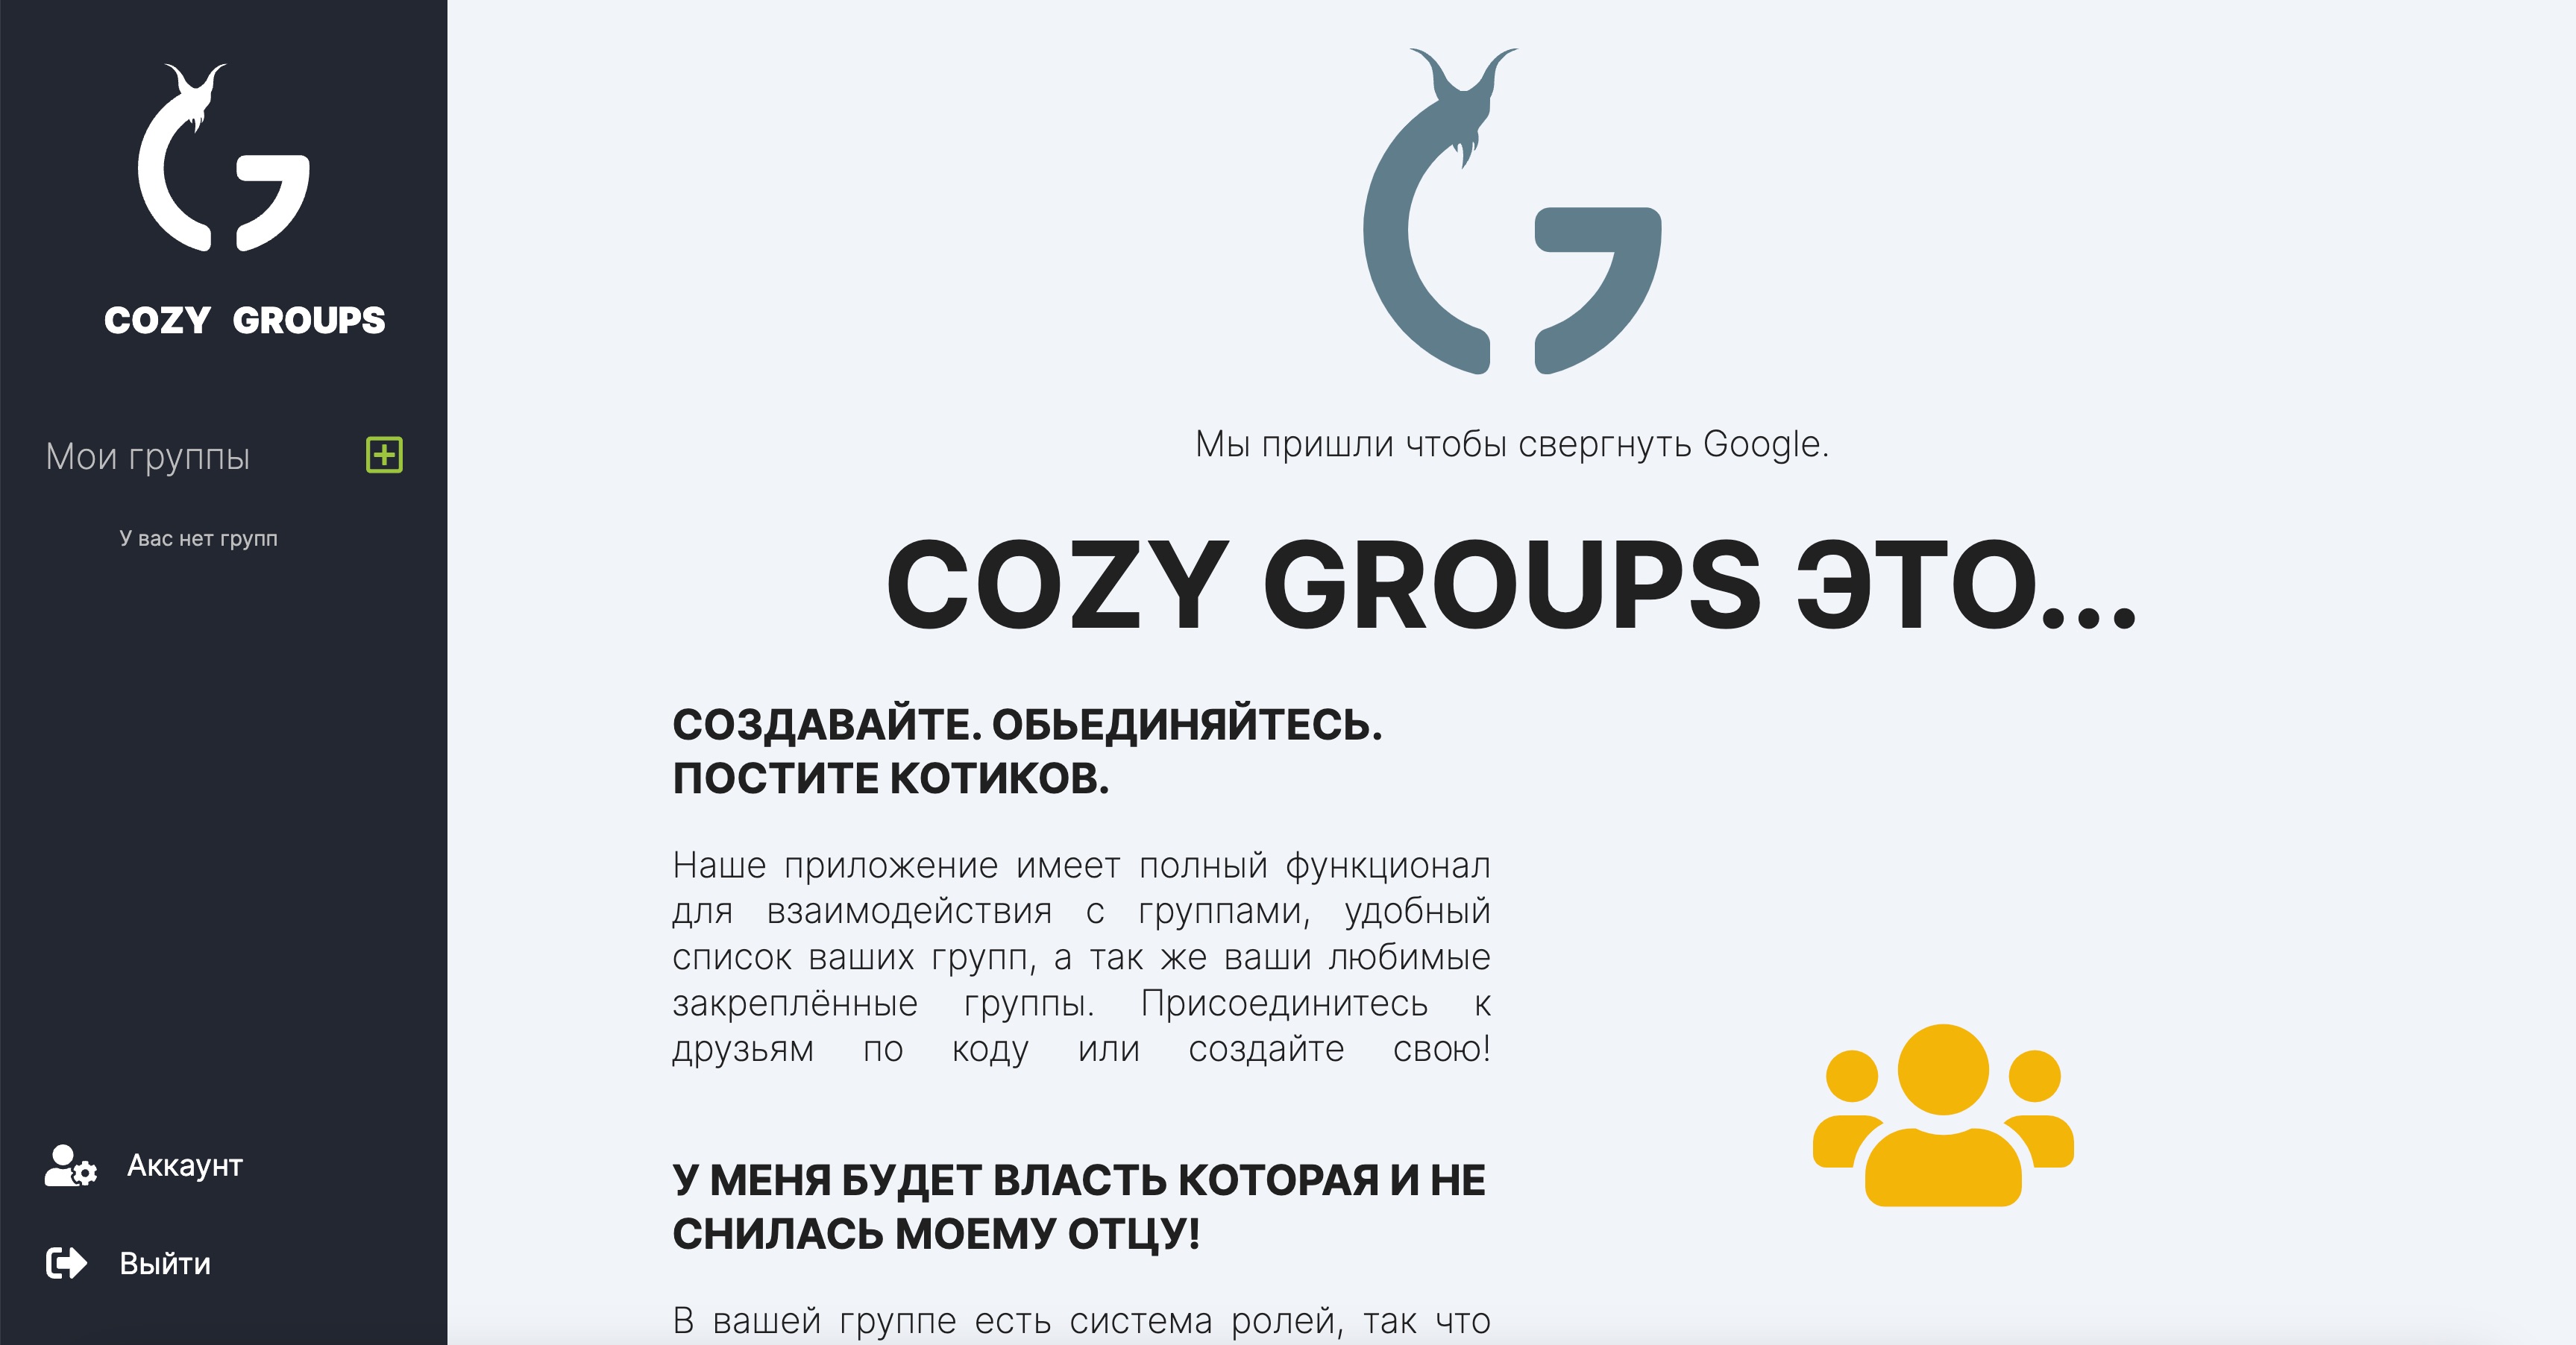 COZY GROUPS
Мои группы
У вас нет групп
Аккаунт
Выйти
Мы пришли чтобы свергнуть Google.
COZY GROUPS ЭТО...
СОЗДАВАЙТЕ. ОБЬЕДИНЯЙТЕСЬ.
ПОСТИТЕ КОТИКОВ.
Наше приложение имеет полный функционал
для взаимодействия с группами, удобный
список ваших групп, а так же ваши любимые
закреплённые группы. Присоединитесь к
друзьям по коду или создайте свою!
У МЕНЯ БУДЕТ ВЛАСТЬ КОТОРАЯ И НЕ
СНИЛАСЬ МОЕМУ ОТЦУ!
В вашей группе есть система ролей, так что